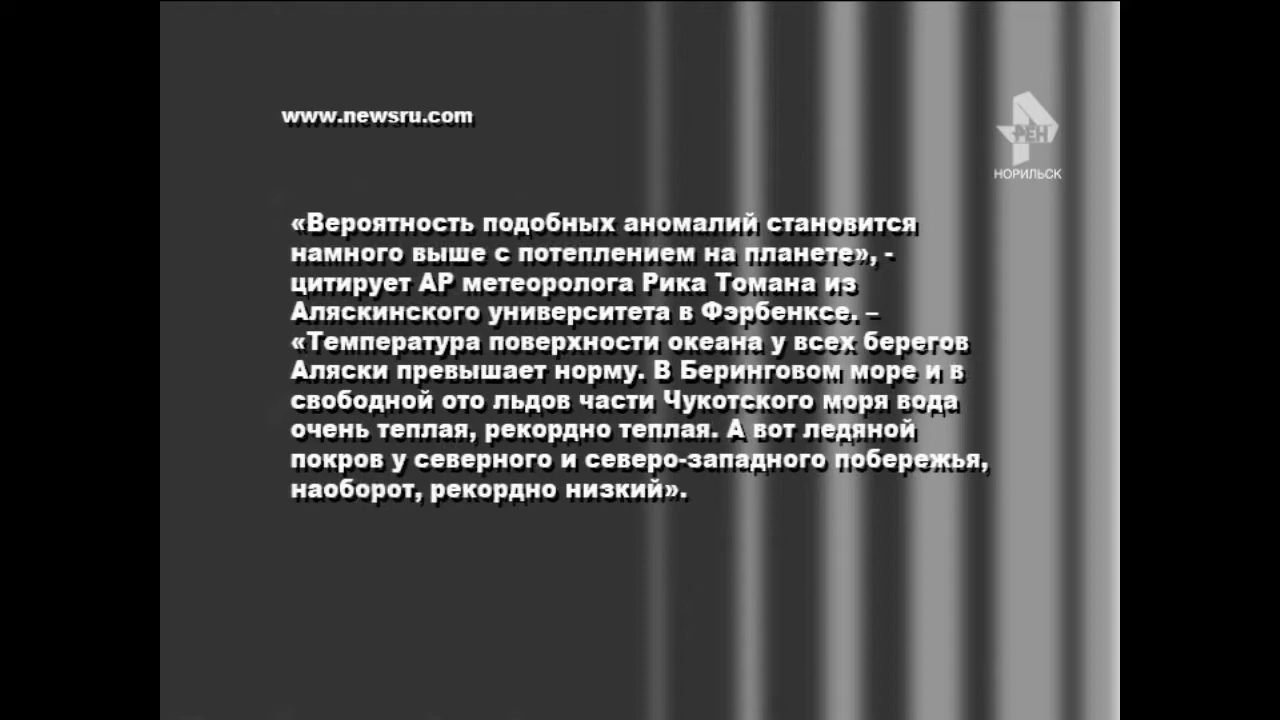 www.newsru.com
РЕН
НОРИЛЬСК
«Вероятность подобных аномалий становится
намного выше с потеплением на планете», -
цитирует АР метеоролога Рика Томана из
Аляскинского университета в Фэрбенксе. –
«Температура поверхности океана у всех берегов
Аляски превышает норму. В Беринговом море и в
свободной ото льдов части Чукотского моря вода
очень теплая, рекордно теплая. А вот ледяной
покров у северного и северо-западного побережья,
наоборот, рекордно низкий».